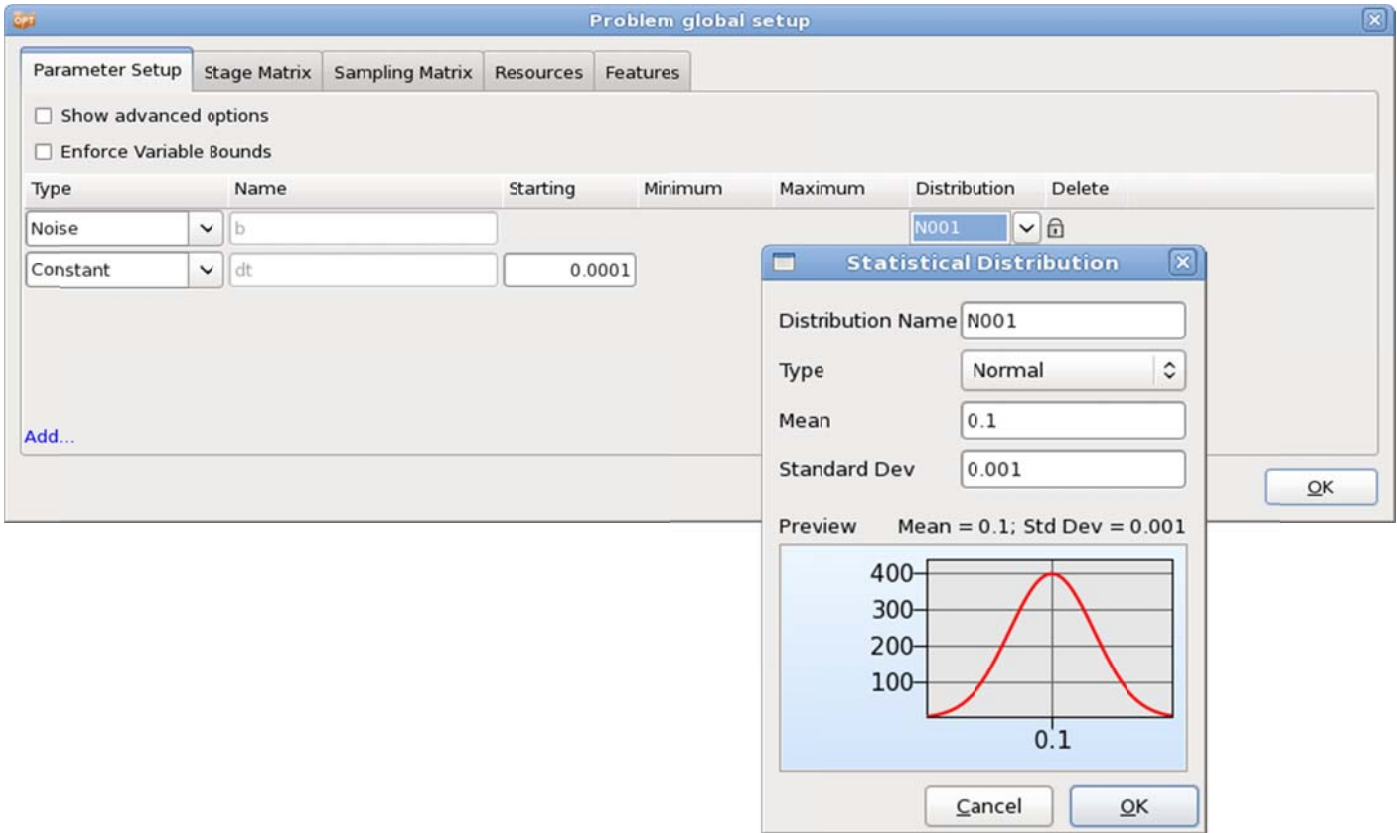 OPT Problem global setup
Parameter Setup Stage Matrix Sampling Matrix Resources Features
Show advanced options
Enforce Variable Bounds
Type Name Starting Minimum Maximum Distribution Delete
Noise b N001
Constant dt 0.0001
Add...
OK
Statistical Distribution
Distribution Name N001
Type Normal
Mean 0.1
Standard Dev 0.001
Preview Mean = 0.1; Std Dev = 0.001
400
300
200
100
0.1
Cancel OK